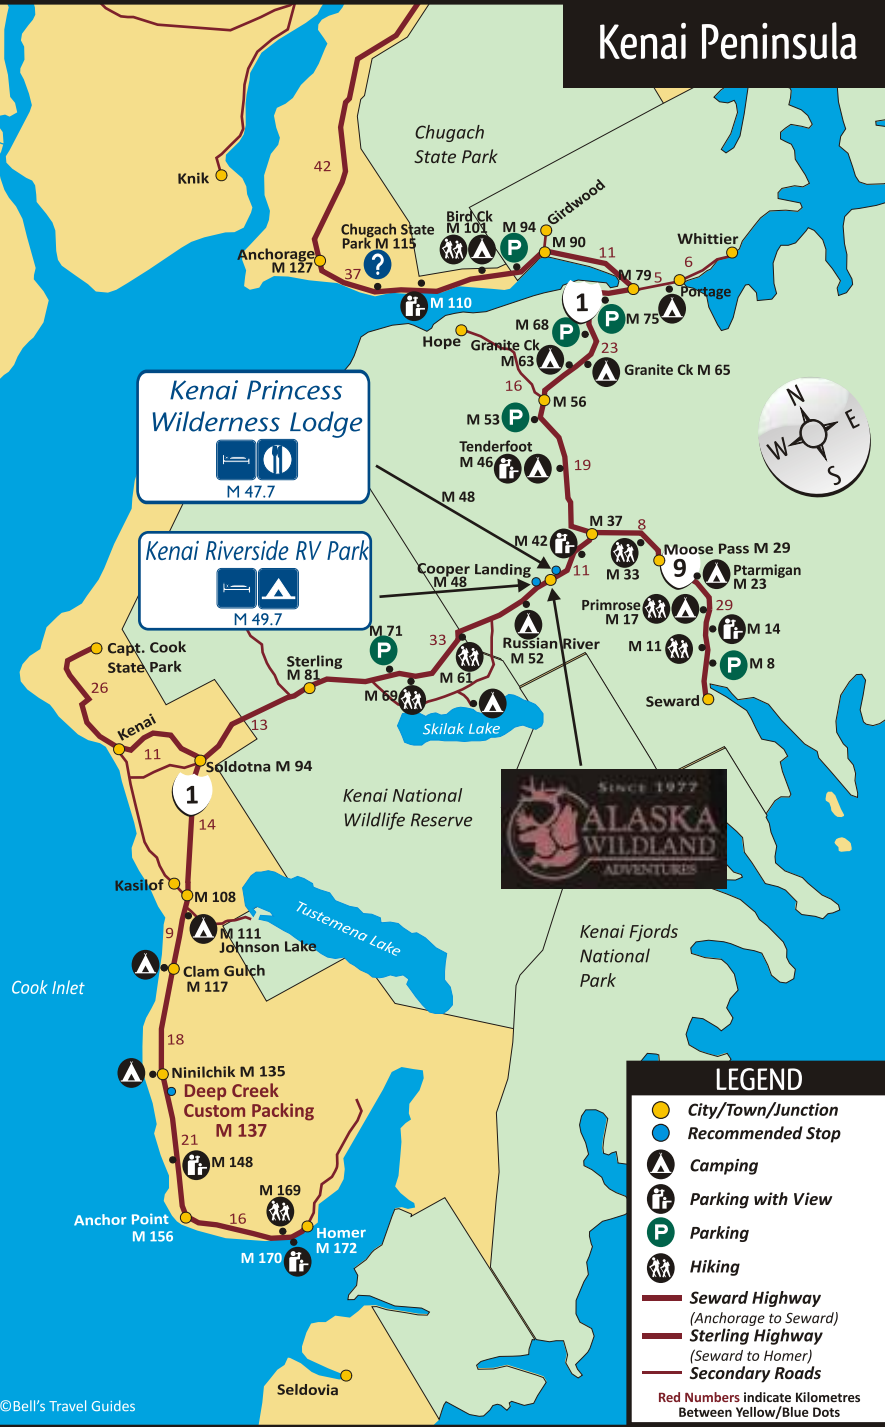 Kenai Peninsula
Chugach
State Park
42
Knik
Girdwood
Bird Ck
M 101
M 94
Chugach State
Park M 115
?
P
M 90
11
Whittier
Anchorage
M 127
37
M 79
5
6
Portage
M 110
1
P
M 75
M 68
P
Hope
Granite Ck
M 63
23
Granite Ck M 65
16
M 56
M 53
P
N
E
W
S
Kenai Princess
Wilderness Lodge
M 47.7
Tenderfoot
M 46
19
M 48
M 37
8
M 42
M 33
Moose Pass M 29
9
Ptarmigan
M 23
Kenai Riverside RV Park
M 49.7
Cooper Landing
M 48
11
Primrose
M 17
29
M 14
M 11
P
M 8
Seward
M 71
P
33
Russian River
M 52
M 61
Capt. Cook
State Park
Sterling
M 81
M 69
26
Skilak Lake
Kenai
13
11
Soldotna M 94
1
14
Kenai National
Wildlife Reserve
SINCE 1977
ALASKA
WILDLAND
ADVENTURES
Kasilof
M 108
9
M 111
Johnson Lake
Tustemena Lake
Kenai Fjords
National
Park
Clam Gulch
M 117
Cook Inlet
18
Ninilchik M 135
Deep Creek
Custom Packing
M 137
21
M 148
M 169
Anchor Point
M 156
16
Homer
M 172
M 170
Seldovia
©Bell's Travel Guides
LEGEND
City/Town/Junction
Recommended Stop
Camping
Parking with View
P
Parking
Hiking
Seward Highway
(Anchorage to Seward)
Sterling Highway
(Seward to Homer)
Secondary Roads
Red Numbers indicate Kilometres
Between Yellow/Blue Dots